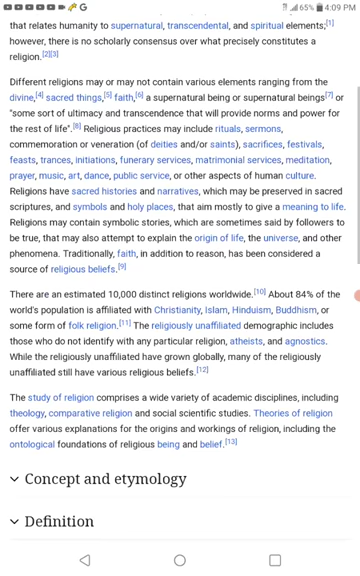 65% 4:09 PM
that relates humanity to supernatural, transcendental, and spiritual elements;[1]
however, there is no scholarly consensus over what precisely constitutes a
religion.[2][3]
Different religions may or may not contain various elements ranging from the
divine,[4] sacred things,[5] faith,[6] a supernatural being or supernatural beings[7] or
"some sort of ultimacy and transcendence that will provide norms and power for
the rest of life".[8] Religious practices may include rituals, sermons,
commemoration or veneration (of deities and/or saints), sacrifices, festivals,
feasts, trances, initiations, funerary services, matrimonial services, meditation,
prayer, music, art, dance, public service, or other aspects of human culture.
Religions have sacred histories and narratives, which may be preserved in sacred
scriptures, and symbols and holy places, that aim mostly to give a meaning to life.
Religions may contain symbolic stories, which are sometimes said by followers to
be true, that may also attempt to explain the origin of life, the universe, and other
phenomena. Traditionally, faith, in addition to reason, has been considered a
source of religious beliefs.[9]
There are an estimated 10,000 distinct religions worldwide.[10] About 84% of the
world's population is affiliated with Christianity, Islam, Hinduism, Buddhism, or
some form of folk religion.[11] The religiously unaffiliated demographic includes
those who do not identify with any particular religion, atheists, and agnostics.
While the religiously unaffiliated have grown globally, many of the religiously
unaffiliated still have various religious beliefs.[12]
The study of religion comprises a wide variety of academic disciplines, including
theology, comparative religion and social scientific studies. Theories of religion
offer various explanations for the origins and workings of religion, including the
ontological foundations of religious being and belief.[13]
Concept and etymology
Definition